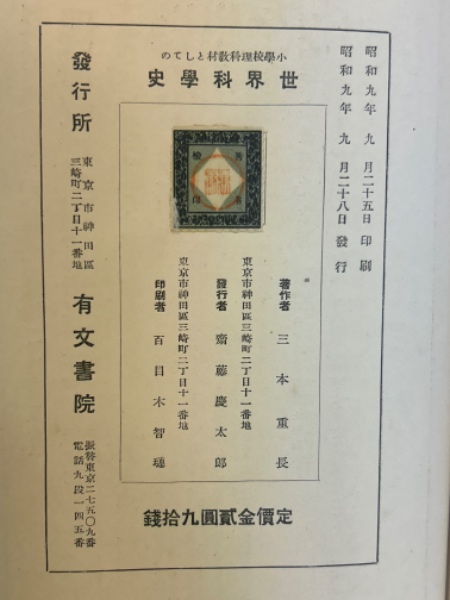 昭和九年九月二十五日印刷
昭和九年九月二十八日發行
小學校理科敎材としての
世界科學史
著作者 三本重長
東京市神田區三崎町二丁目十一番地
發行者 齋藤慶太郎
東京市神田區三崎町二丁目十一番地
印刷者 百目木智璉
定價金貳圓九拾錢
發行所
東京市神田區
三崎町二丁目十一番地
有文書院
振替東京二七五〇九番
電話九段一四五番